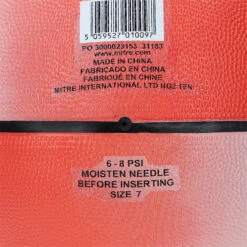 5 059527 010097
PO 3000023153 31183
www.mitre.com
MADE IN CHINA
FABRICADO EN CHINA
FABRIQUÉ EN CHINE
MITRE INTERNATIONAL LTD NG2 1EN
6 - 8 PSI
MOISTEN NEEDLE
BEFORE INSERTING
SIZE 7